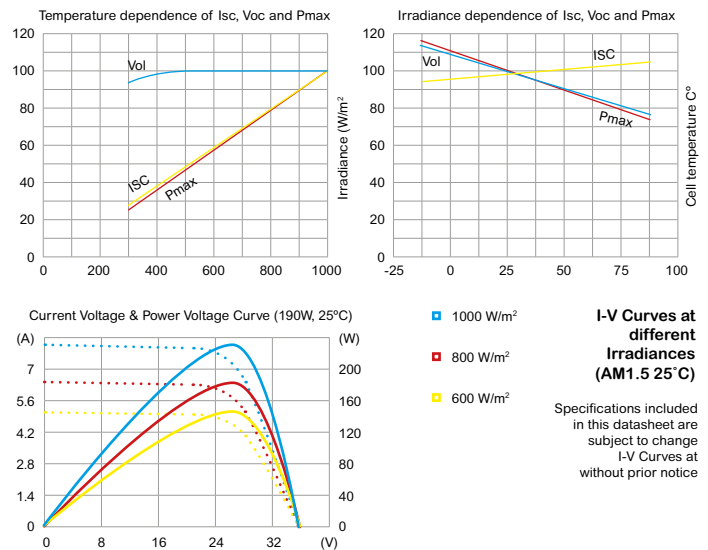 Temperature dependence of Isc, Voc and Pmax
120
100
80
60
40
20
0
0 200 400 600 800 1000
Vol
ISC
Pmax
Irradiance (W/m²
Irradiance dependence of Isc, Voc and Pmax
120
100
80
60
40
20
0
-25 0 25 50 75 100
Vol
ISC
Pmax
Cell temperature C°
Current Voltage & Power Voltage Curve (190W, 25ºC)
(A)
7
5,6
4.2
2.8
1.4
0
(W)
200
160
120
80
40
0
0 8 16 24 32 (V)
1000 W/m²
800 W/m²
600 W/m²
I-V Curves at
different
Irradiances
(AM1.5 25˚C)
Specifications included
in this datasheet are
subject to change
I-V Curves at
without prior notice